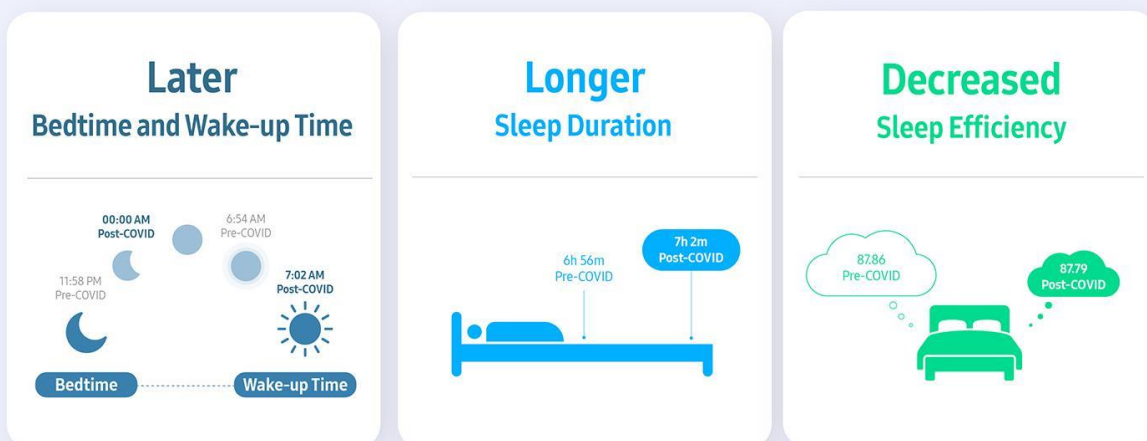 Later
Bedtime and Wake-up Time
00:00 AM
Post-COVID
6:54 AM
Pre-COVID
11:58 PM
Pre-COVID
7:02 AM
Post-COVID
Bedtime
Wake-up Time
Longer
Sleep Duration
6h 56m
Pre-COVID
7h 2m
Post-COVID
Decreased
Sleep Efficiency
87.86
Pre-COVID
87.79
Post-COVID